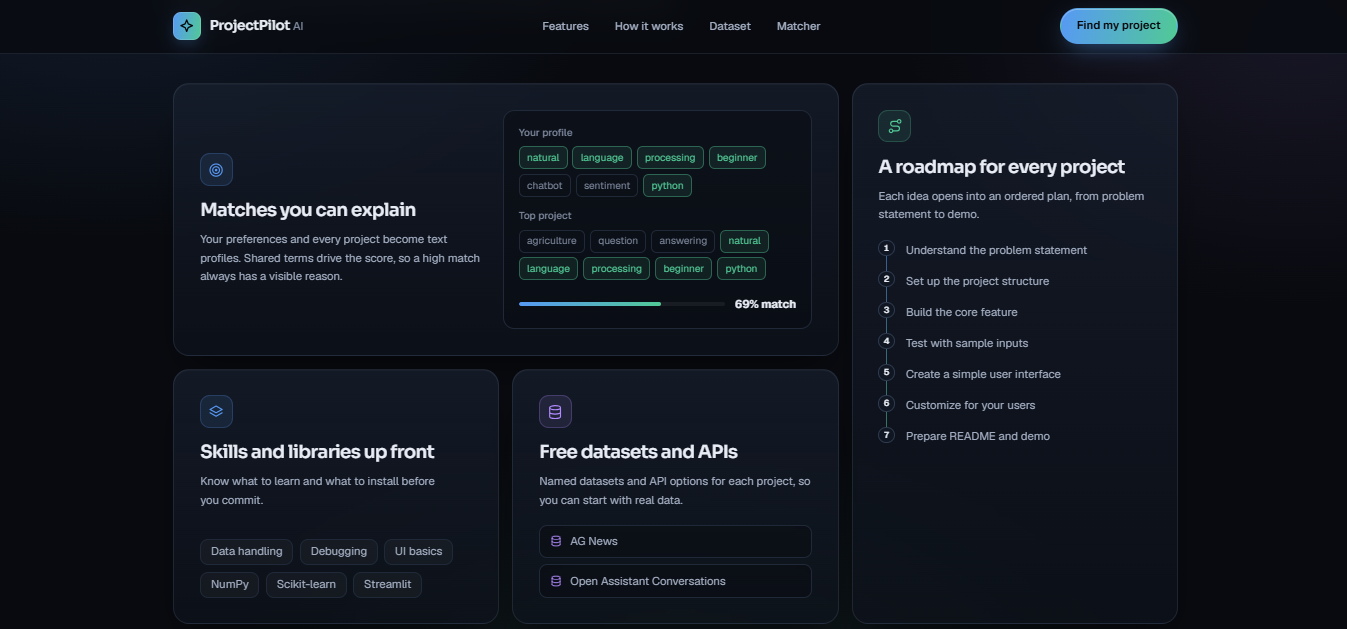 ProjectPilot AI
Features
How it works
Dataset
Matcher
Find my project
Matches you can explain
Your preferences and every project become text
profiles. Shared terms drive the score, so a high match
always has a visible reason.
Your profile
natural language processing beginner
chatbot sentiment python
Top project
agriculture question answering natural
language processing beginner python
69% match
A roadmap for every project
Each idea opens into an ordered plan, from problem
statement to demo.
1 Understand the problem statement
2 Set up the project structure
3 Build the core feature
4 Test with sample inputs
5 Create a simple user interface
6 Customize for your users
7 Prepare README and demo
Skills and libraries up front
Know what to learn and what to install before
you commit.
Data handling Debugging UI basics
NumPy Scikit-learn Streamlit
Free datasets and APIs
Named datasets and API options for each project, so
you can start with real data.
AG News
Open Assistant Conversations